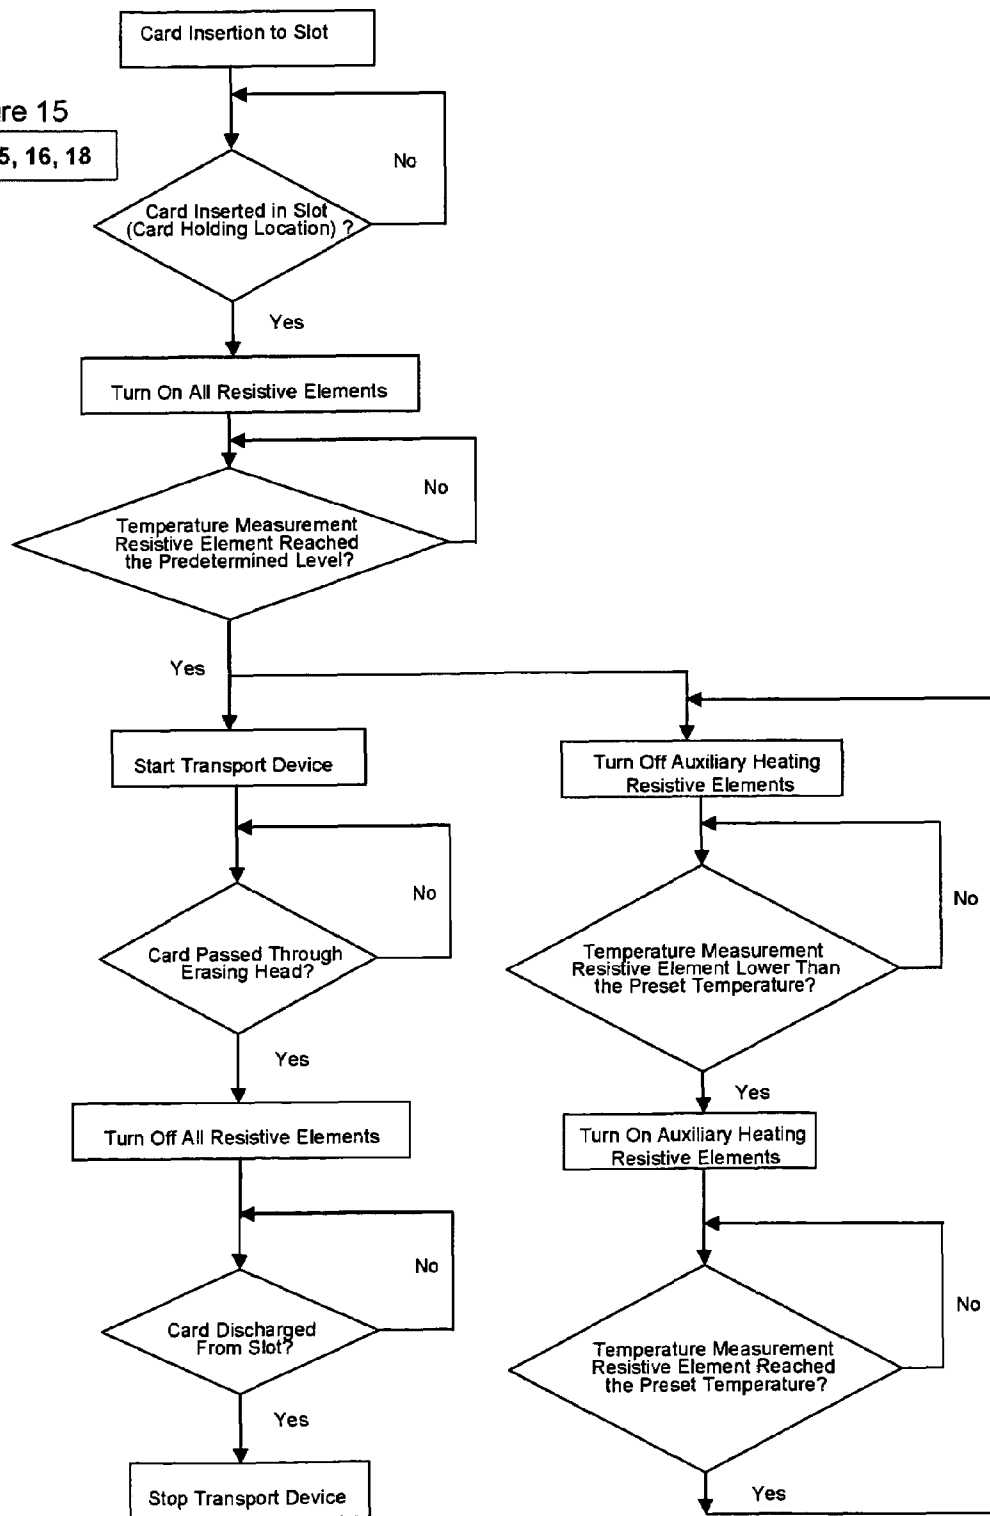 Card Insertion to Slot
re 15
5, 16, 18
No
Card Inserted in Slot
(Card Holding Location) ?
Yes
Turn On All Resistive Elements
No
Temperature Measurement
Resistive Element Reached
the Predetermined Level?
Yes
Start Transport Device
No
Card Passed Through
Erasing Head?
Yes
Turn Off All Resistive Elements
No
Card Discharged
From Slot?
Yes
Stop Transport Device
Turn Off Auxiliary Heating
Resistive Elements
No
Temperature Measurement
Resistive Element Lower Than
the Preset Temperature?
Yes
Turn On Auxiliary Heating
Resistive Elements
No
Temperature Measurement
Resistive Element Reached
the Preset Temperature?
Yes